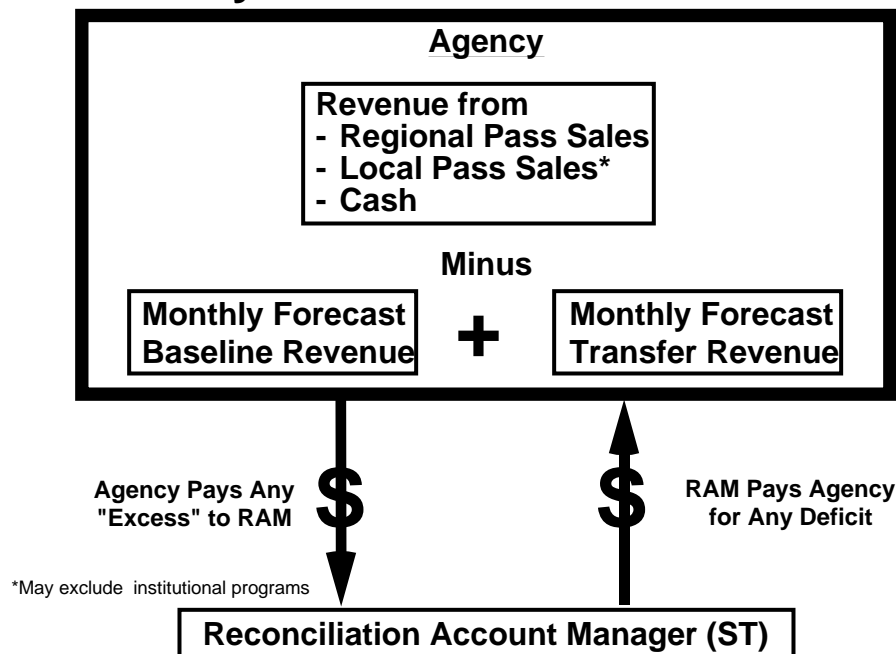 Agency
Revenue from
- Regional Pass Sales
- Local Pass Sales*
- Cash
Minus
Monthly Forecast
Baseline Revenue
+
Monthly Forecast
Transfer Revenue
$
$
Agency Pays Any
"Excess" to RAM
RAM Pays Agency
for Any Deficit
*May exclude institutional programs
Reconciliation Account Manager (ST)